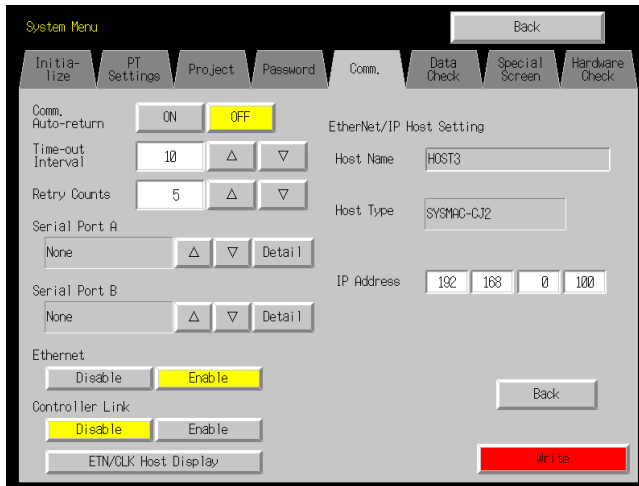 System Menu
Back
Initia-
lize
PT
Settings
Project
Password
Comm.
Data
Check
Special
Screen
Hardware
Check
Comm.
Auto-return
ON
OFF
Time-out
Interval
10
△
▽
Retry Counts
5
△
▽
Serial Port A
None
△
▽
Detail
Serial Port B
None
△
▽
Detail
Ethernet
Disable
Enable
Controller Link
Disable
Enable
ETN/CLK Host Display
EtherNet/IP Host Setting
Host Name
HOST3
Host Type
SYSMAC-CJ2
IP Address
192 168 0 100
Back
Write